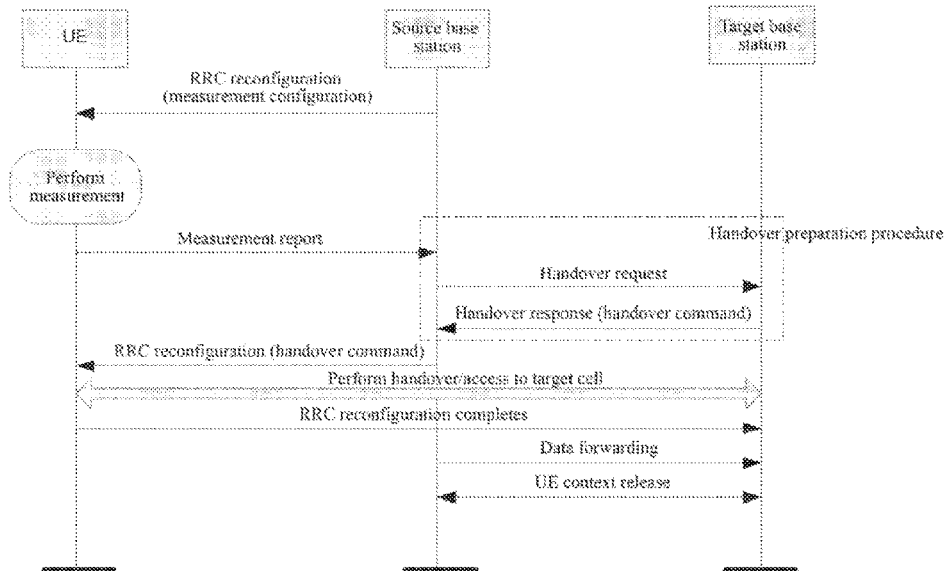 UE
Source base
station
Target base
station
RRC reconfiguration
(measurement configuration)
Perform
measurement
Measurement report
Handover preparation procedure
Handover request
Handover response (handover command)
RRC reconfiguration (handover command)
Perform handover/access to target cell
RRC reconfiguration completes
Data forwarding
UE context release